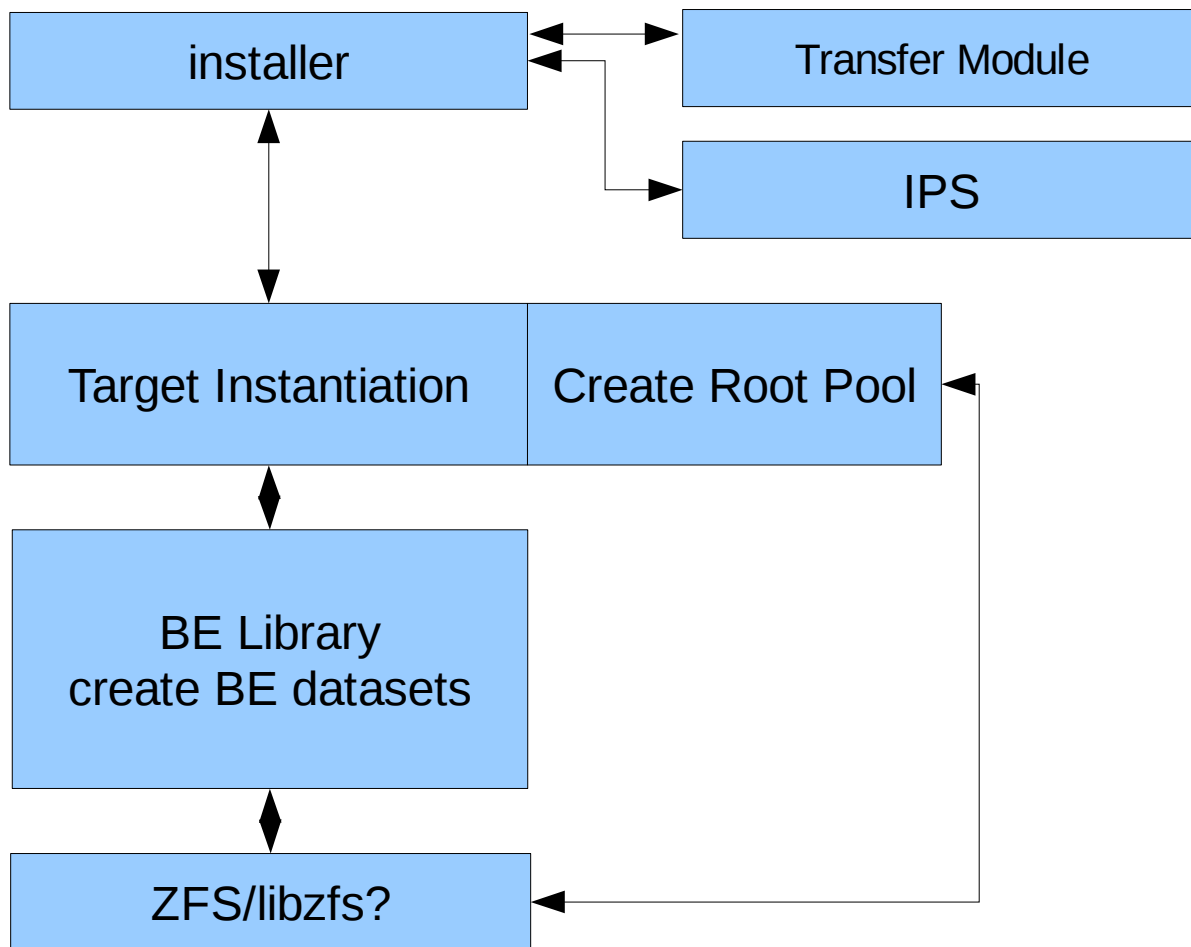 installer
Transfer Module
IPS
Target Instantiation
Create Root Pool
BE Library
create BE datasets
ZFS/libzfs?